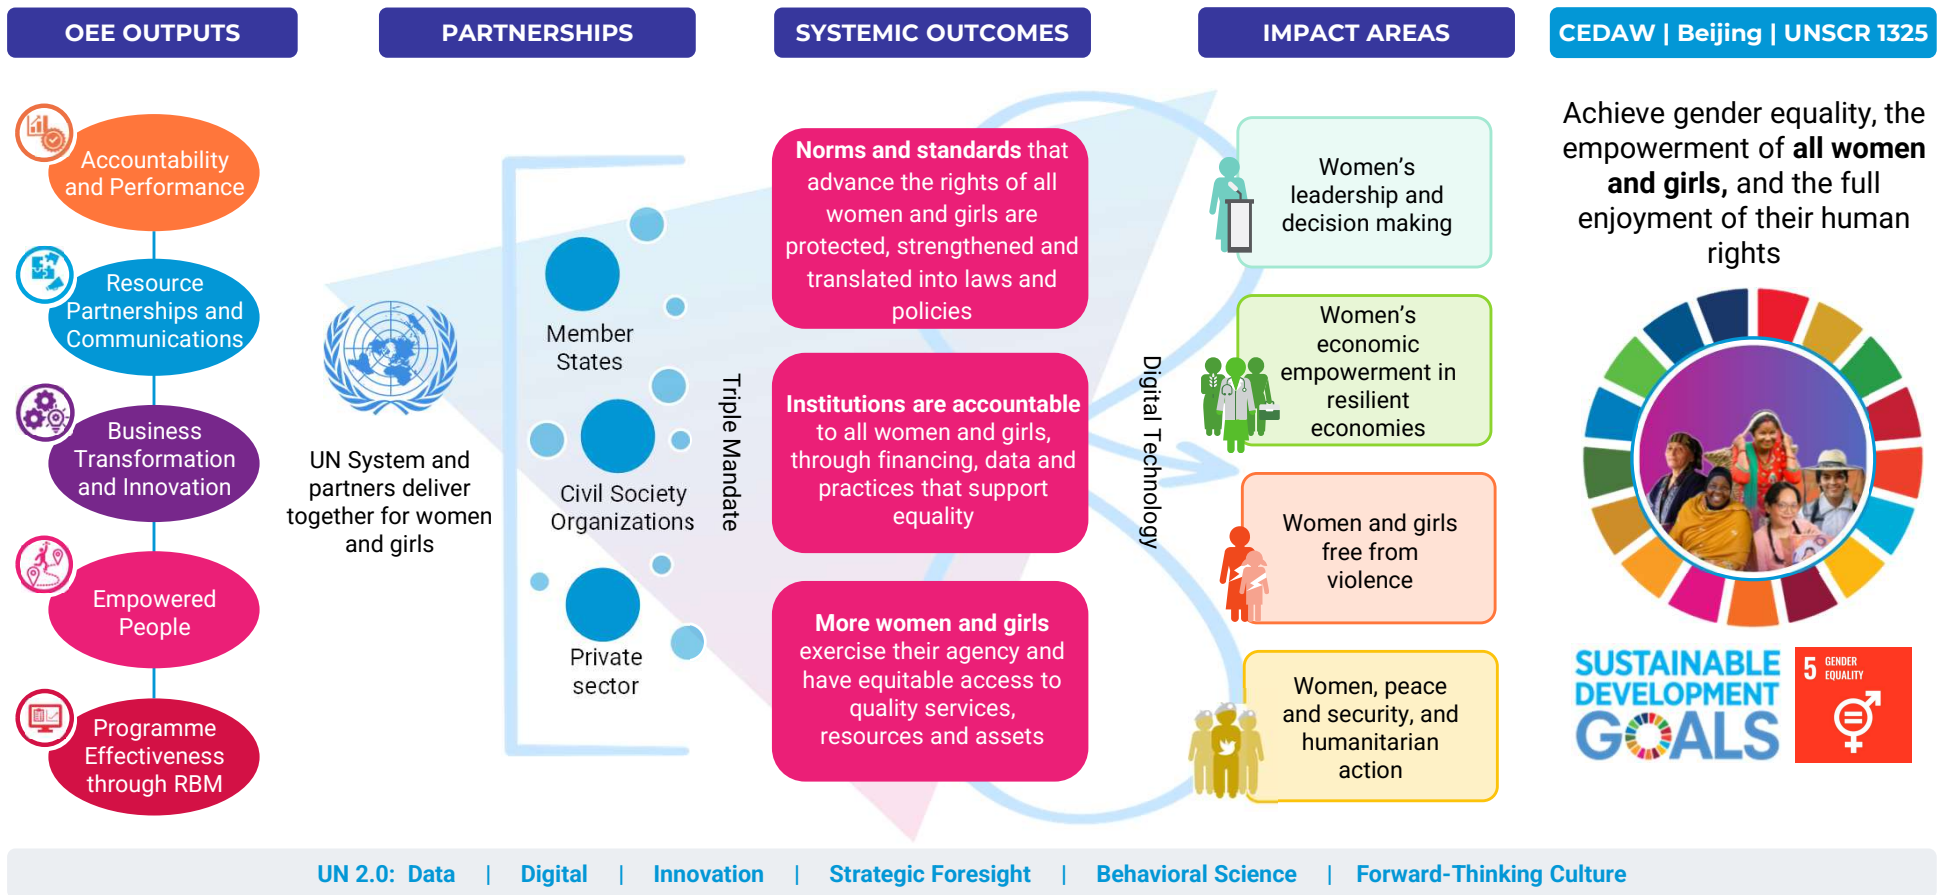 OEE OUTPUTS
PARTNERSHIPS
SYSTEMIC OUTCOMES
IMPACT AREAS
CEDAW | Beijing | UNSCR 1325
Accountability
and Performance
Resource
Partnerships and
Communications
Business
Transformation
and Innovation
Empowered
People
Programme
Effectiveness
through RBM
UN System and
partners deliver
together for women
and girls
Member
States
Civil Society
Organizations
Private
sector
Triple Mandate
Norms and standards that
advance the rights of all
women and girls are
protected, strengthened and
translated into laws and
policies
Institutions are accountable
to all women and girls,
through financing, data and
practices that support
equality
More women and girls
exercise their agency and
have equitable access to
quality services,
resources and assets
Digital Technology
Women's
leadership and
decision making
Women's
economic
empowerment in
resilient
economies
Women and girls
free from
violence
Women, peace
and security, and
humanitarian
action
Achieve gender equality, the
empowerment of all women
and girls, and the full
enjoyment of their human
rights
SUSTAINABLE
DEVELOPMENT
GOALS
5 GENDER
EQUALITY
UN 2.0: Data | Digital | Innovation | Strategic Foresight | Behavioral Science | Forward-Thinking Culture